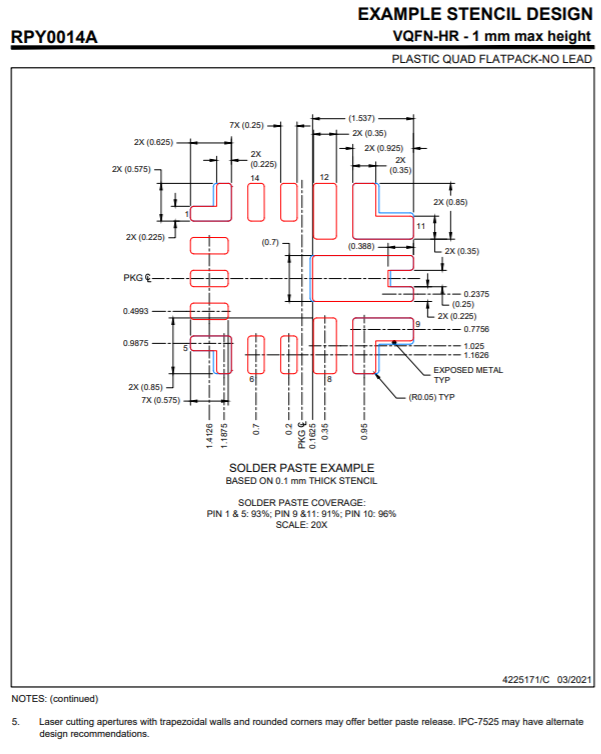 EXAMPLE STENCIL DESIGN
RPY0014A
VQFN-HR - 1 mm max height
PLASTIC QUAD FLATPACK-NO LEAD
(1.537)
7X (0.25)
2X (0.35)
2X (0.625)
2X (0.925)
2X
(0.225)
2X
(0.35)
2X (0.575)
14
12
2X (0.85)
1
11
2X (0.225)
(0.7)
(0.388)
2X (0.35)
PKG ℄
0.2375
(0.25)
0.4993
2X (0.225)
9
0.7756
0.9875
5
1.025
1.1626
EXPOSED METAL
TYP
6
8
2X (0.85)
7X (0.575)
(R0.05) TYP
1.4126
1.1875
0.7
0.2
PKG ℄
0.1625
0.35
0.95
SOLDER PASTE EXAMPLE
BASED ON 0.1 mm THICK STENCIL
SOLDER PASTE COVERAGE:
PIN 1 & 5: 93%; PIN 9 &11: 91%; PIN 10: 96%
SCALE: 20X
4225171/C 03/2021
NOTES: (continued)
5. Laser cutting apertures with trapezoidal walls and rounded corners may offer better paste release. IPC-7525 may have alternate
design recommendations.